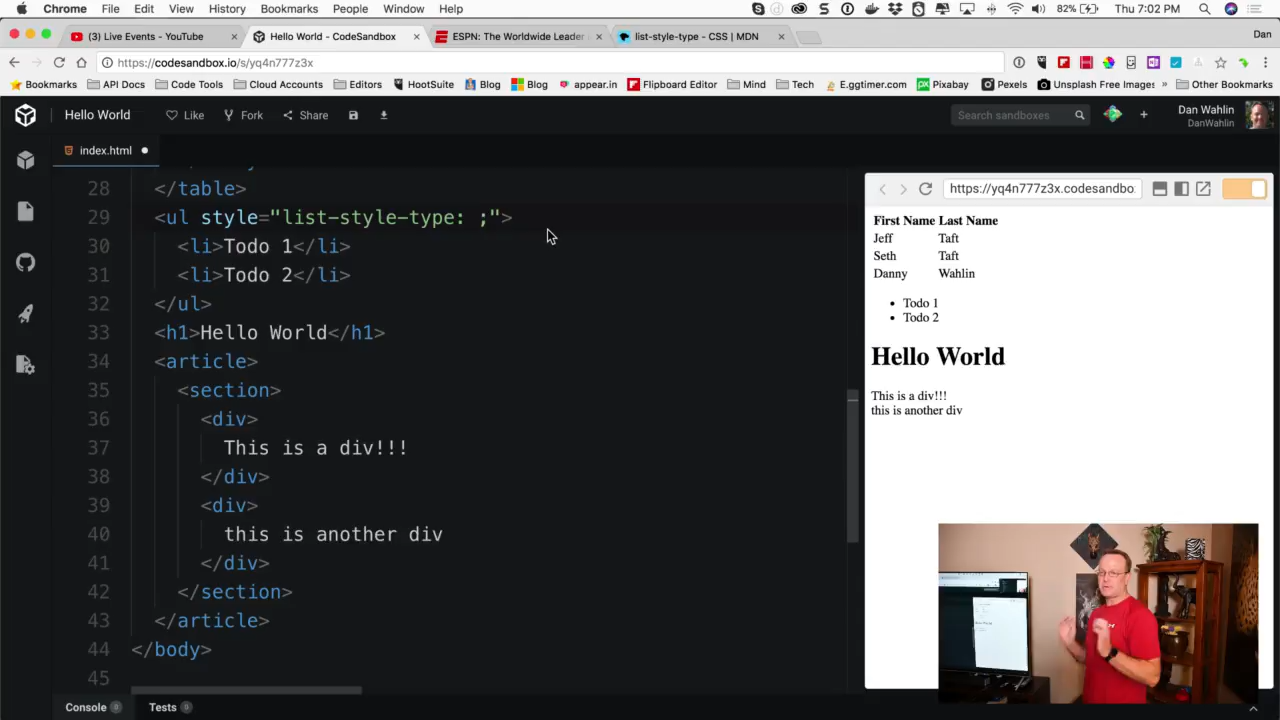 Chrome File Edit View History Bookmarks People Window Help 82% Thu 7:02 PM
(3) Live Events - YouTube Hello World - CodeSandbox ESPN: The Worldwide Leader i list-style-type - CSS | MDN Dan
https://codesandbox.io/s/yq4n777z3x
Bookmarks API Docs Code Tools Cloud Accounts Editors HootSuite Blog Blog appear.in Flipboard Editor Mind Tech E.ggtimer.com Pixabay Pexels Unsplash Free Images » Other Bookmarks
Hello World Like Fork Share Search sandboxes Dan Wahlin
DanWahlin
index.html
28 </table>
29 <ul style="list-style-type: ;">
30 <li>Todo 1</li>
31 <li>Todo 2</li>
32 </ul>
33 <h1>Hello World</h1>
34 <article>
35 <section>
36 <div>
37 This is a div!!!
38 </div>
39 <div>
40 this is another div
41 </div>
42 </section>
43 </article>
44 </body>
45
https://yq4n777z3x.codesandbo
First Name Last Name
Jeff Taft
Seth Taft
Danny Wahlin
• Todo 1
• Todo 2
Hello World
This is a div!!!
this is another div
Console 0 Tests 0